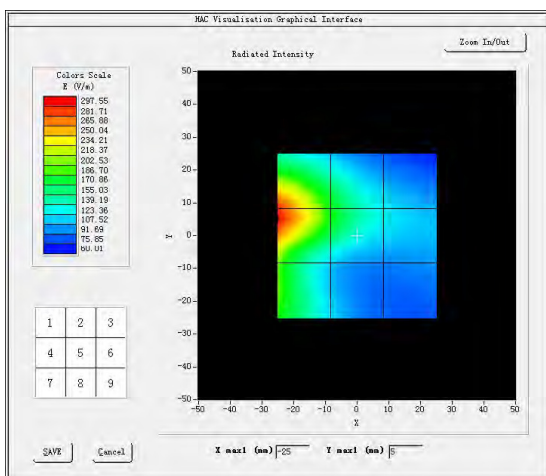 HAC Visualisation Graphical Interface
Zoom In/Out
Radiated Intensity
Colors Scale
E (V/m)
297.55
281.71
265.88
250.04
234.21
218.37
202.53
186.70
170.86
155.03
139.19
123.36
107.52
91.69
75.85
60.01
50
40
30
20
10
0
-10
-20
-30
-40
-50
Y
-50 -40 -30 -20 -10 0 10 20 30 40 50
X
1 2 3
4 5 6
7 8 9
SAVE Cancel
X max1 (mm) -25 Y max1 (mm) 5